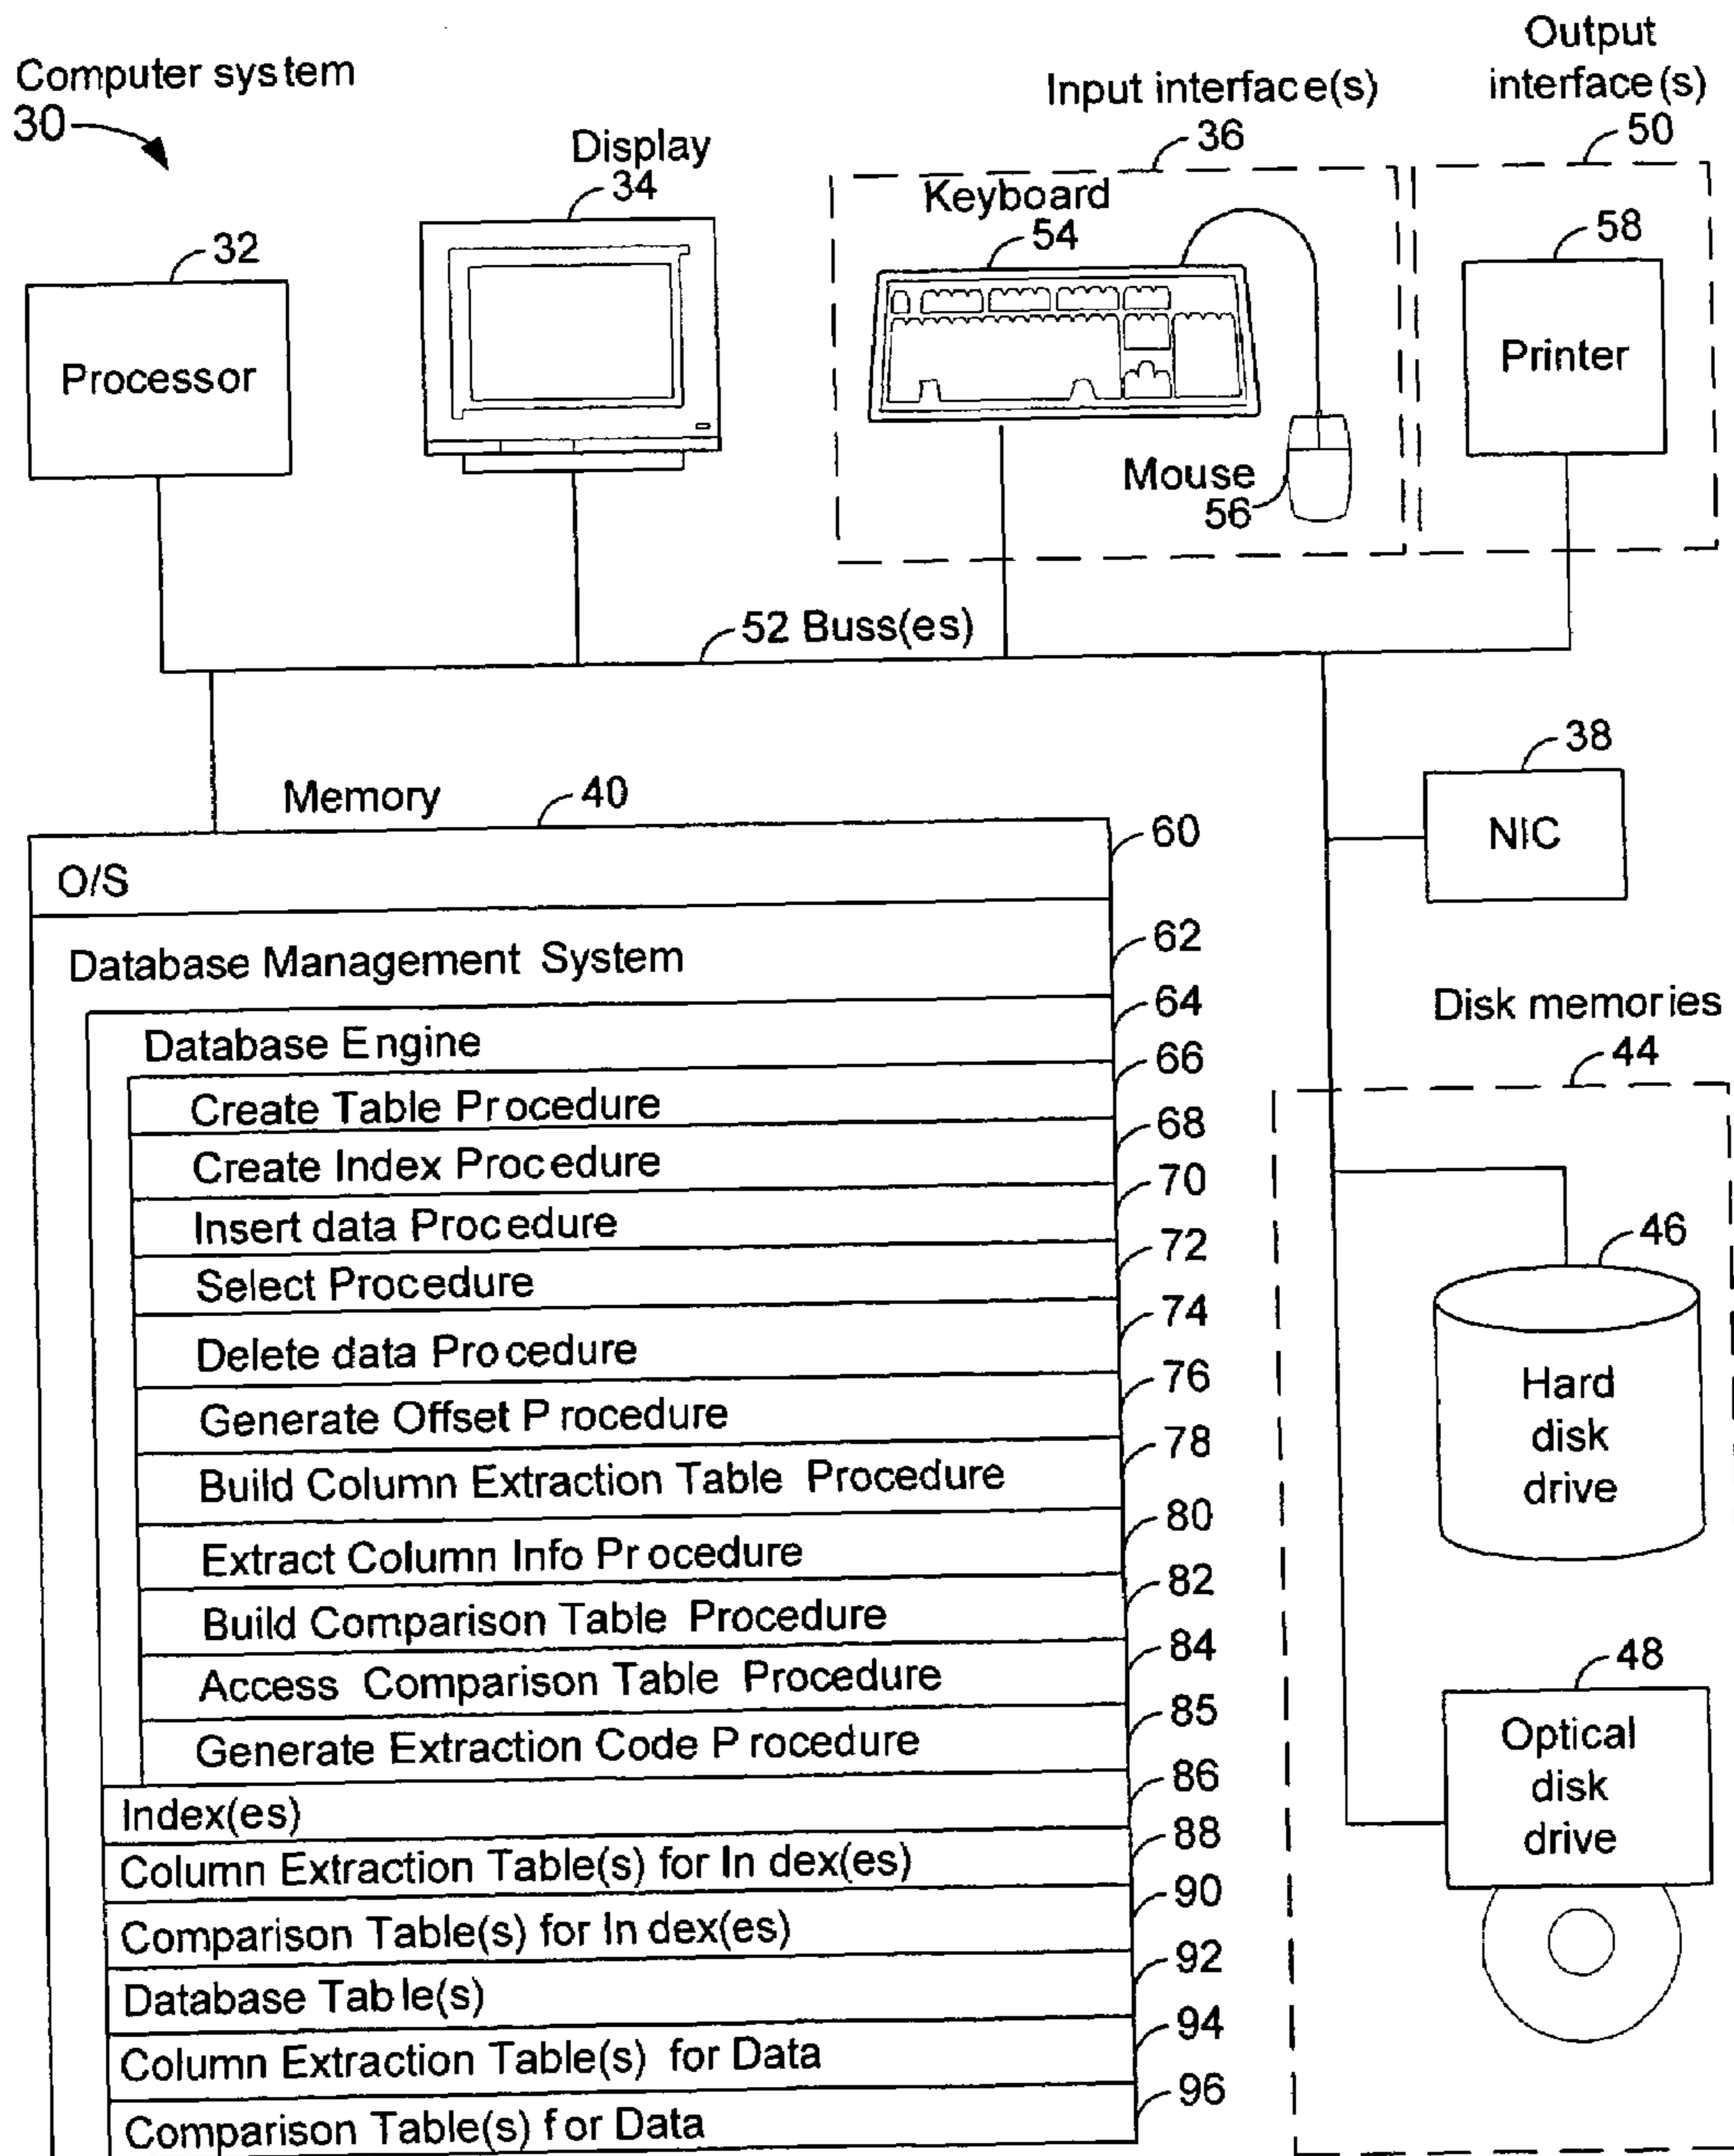 Computer system
30
Display
34
Input interface(s)
36
Output
interface(s)
50
32
Processor
Keyboard
54
Mouse
56
58
Printer
52 Buss(es)
38
NIC
Memory
40
O/S
60
Database Management System
62
Database Engine
64
Create Table Procedure
66
Create Index Procedure
68
Insert data Procedure
70
Select Procedure
72
Delete data Procedure
74
Generate Offset Procedure
76
Build Column Extraction Table Procedure
78
Extract Column Info Procedure
80
Build Comparison Table Procedure
82
Access Comparison Table Procedure
84
Generate Extraction Code Procedure
85
Index(es)
86
Column Extraction Table(s) for Index(es)
88
Comparison Table(s) for Index(es)
90
Database Table(s)
92
Column Extraction Table(s) for Data
94
Comparison Table(s) for Data
96
Disk memories
44
46
Hard
disk
drive
48
Optical
disk
drive